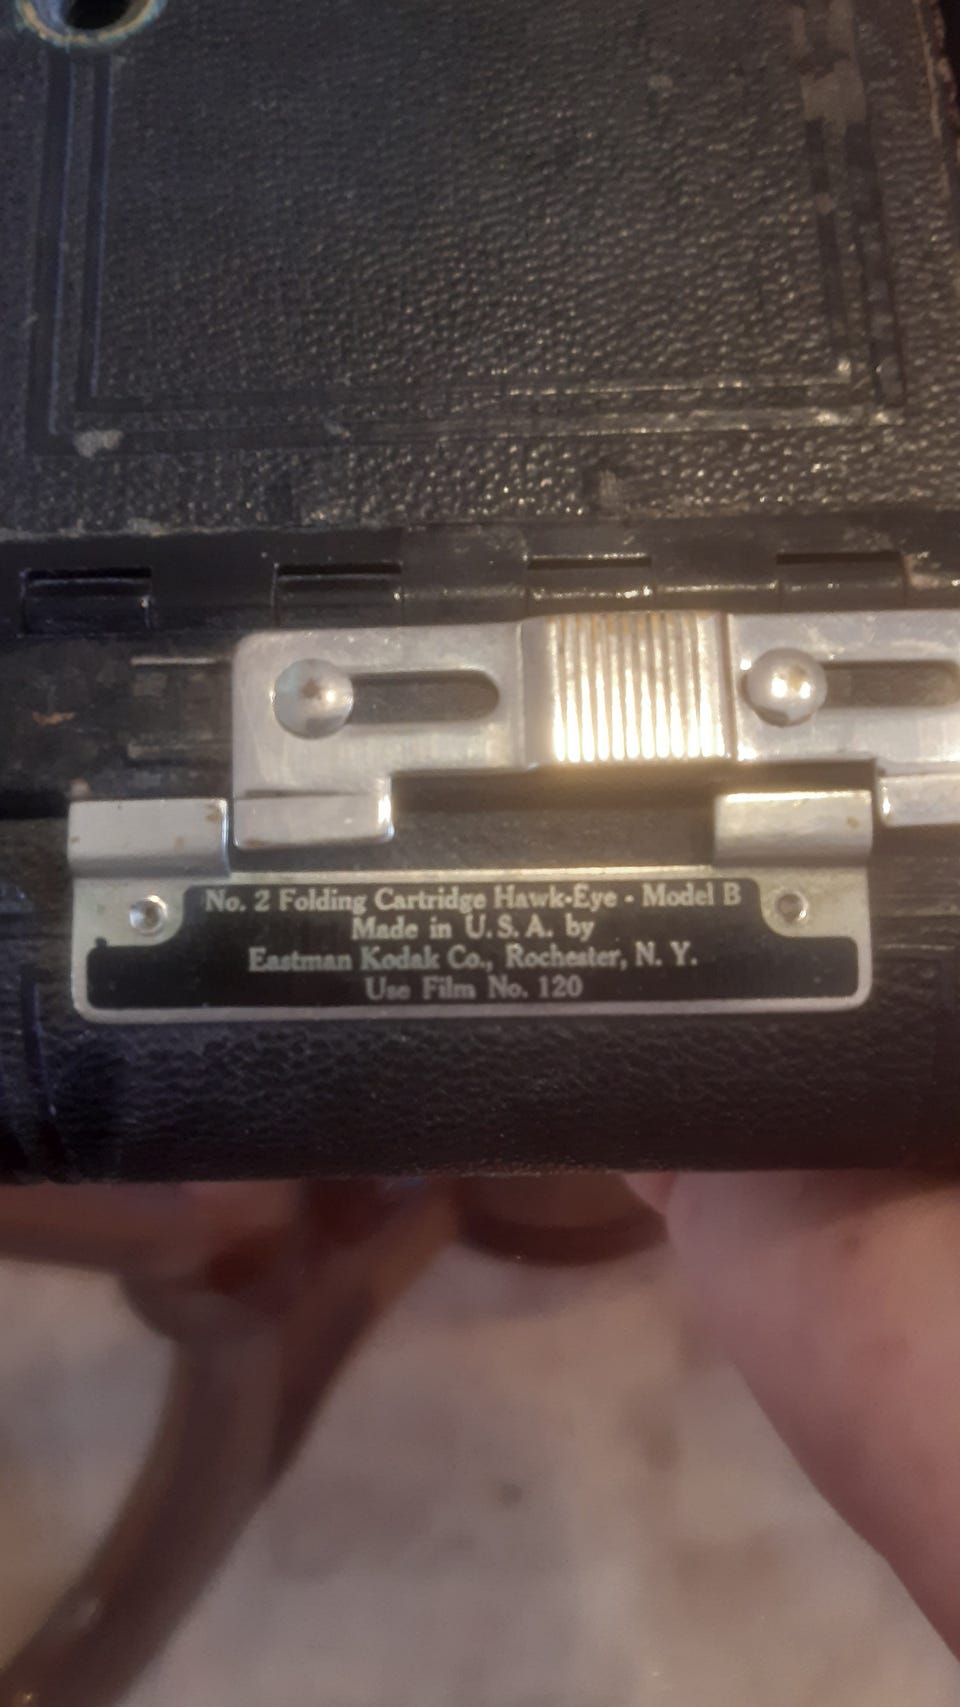 No. 2 Folding Cartridge Hawk-Eye - Model B
Made in U.S.A. by
Eastman Kodak Co., Rochester, N. Y.
Use Film No. 120